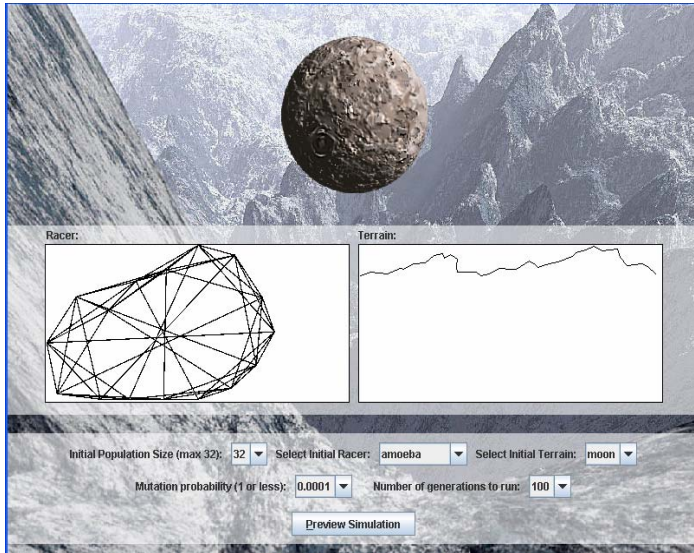 Racer: Terrain:
Initial Population Size (max 32): 32 Select Initial Racer: amoeba Select Initial Terrain: moon
Mutation probability (1 or less): 0.0001 Number of generations to run: 100
Preview Simulation